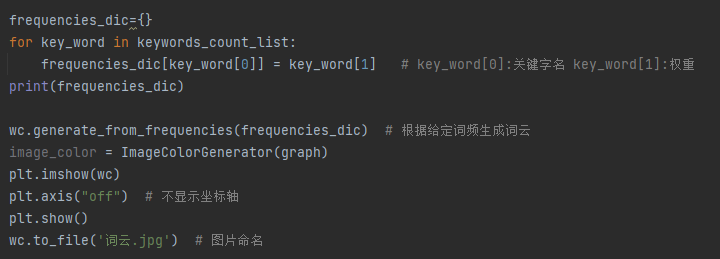 frequencies_dic={}
for key_word in keywords_count_list:
    frequencies_dic[key_word[0]] = key_word[1]   # key_word[0]:关键字名 key_word[1]:权重
print(frequencies_dic)

wc.generate_from_frequencies(frequencies_dic)  # 根据给定词频生成词云
image_color = ImageColorGenerator(graph)
plt.imshow(wc)
plt.axis("off")  # 不显示坐标轴
plt.show()
wc.to_file('词云.jpg')  # 图片命名